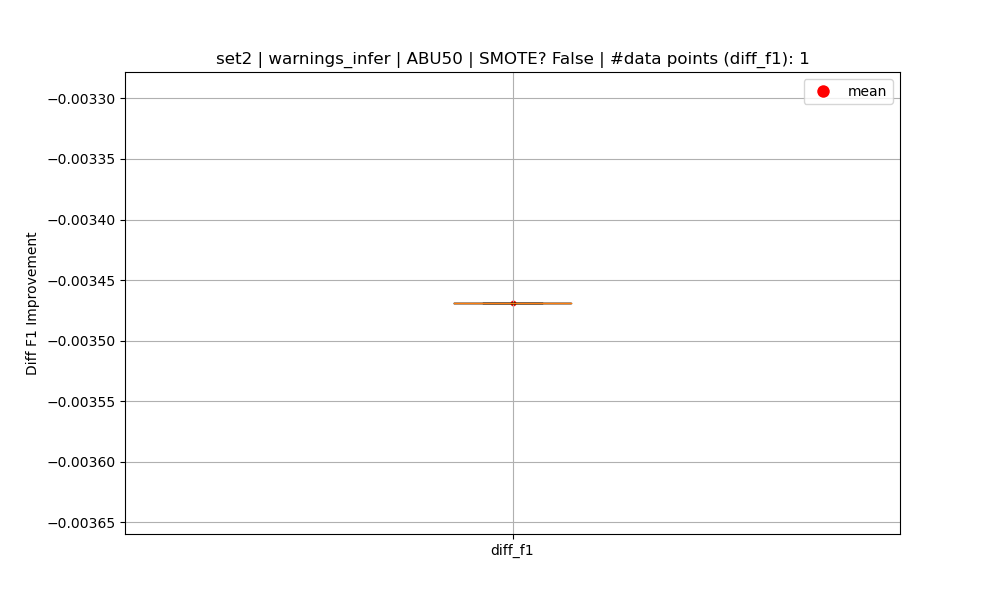 set2 | warnings_infer | ABU50 | SMOTE? False | #data points (diff_f1): 1
mean
−0.00330
−0.00335
−0.00340
−0.00345
−0.00350
−0.00355
−0.00360
−0.00365
Diff F1 Improvement
diff_f1